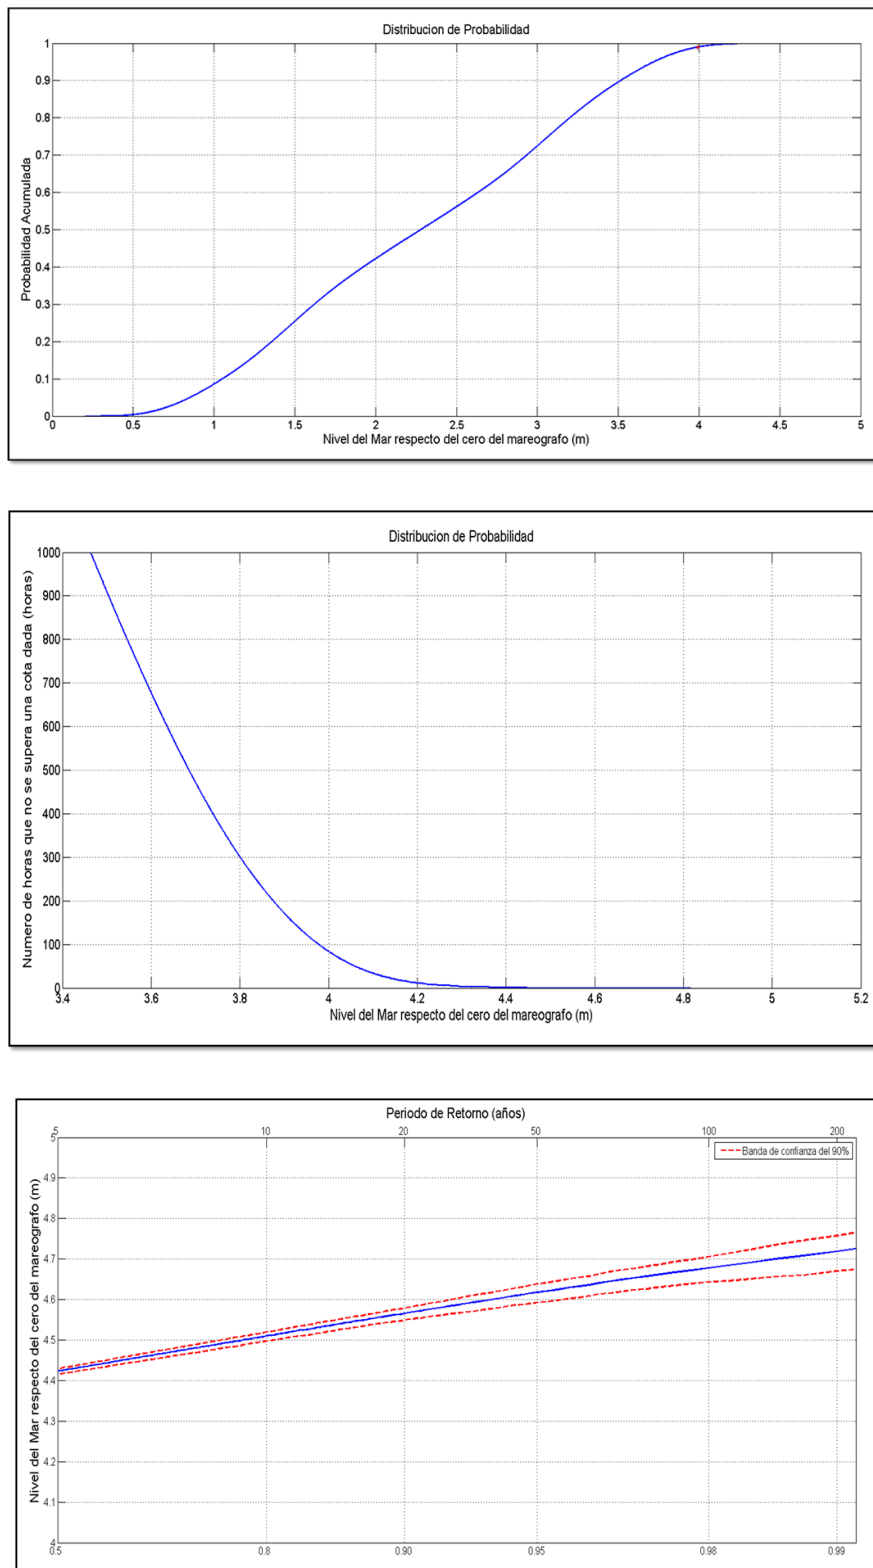 Distribucion de Probabilidad
Probabilidad Acumulada
1
0.9
0.8
0.7
0.6
0.5
0.4
0.3
0.2
0.1
0
0 0.5 1 1.5 2 2.5 3 3.5 4 4.5 5
Nivel del Mar respecto del cero del mareografo (m)
Distribucion de Probabilidad
Numero de horas que no se supera una cota dada (horas)
1000
900
800
700
600
500
400
300
200
100
0
3.4 3.6 3.8 4 4.2 4.4 4.6 4.8 5 5.2
Nivel del Mar respecto del cero del mareografo (m)
Periodo de Retorno (años)
5 10 20 50 100 200
Banda de confianza del 90%
Nivel del Mar respecto del cero del mareografo (m)
5
4.9
4.8
4.7
4.6
4.5
4.4
4.3
4.2
4.1
4
0.5 0.8 0.90 0.95 0.98 0.99